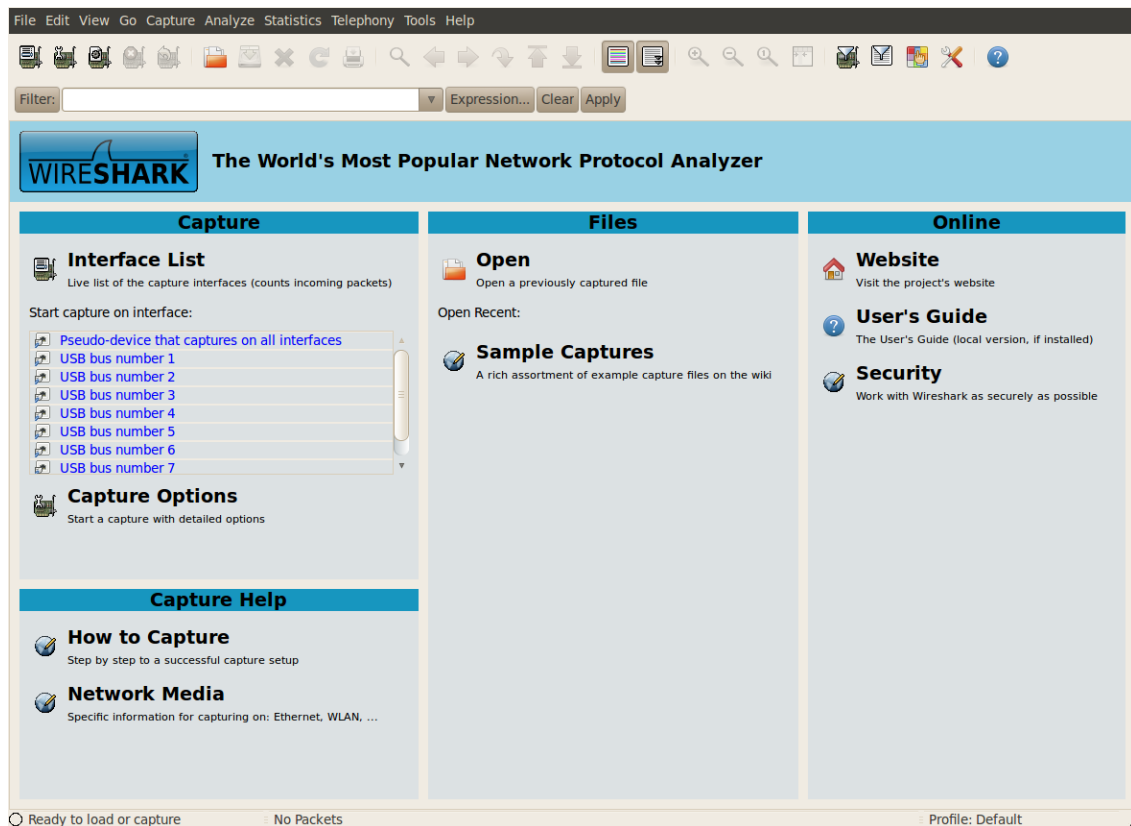 File Edit View Go Capture Analyze Statistics Telephony Tools Help
Filter: Expression... Clear Apply
WIRESHARK The World's Most Popular Network Protocol Analyzer
Capture
Interface List
Live list of the capture interfaces (counts incoming packets)
Start capture on interface:
Pseudo-device that captures on all interfaces
USB bus number 1
USB bus number 2
USB bus number 3
USB bus number 4
USB bus number 5
USB bus number 6
USB bus number 7
Capture Options
Start a capture with detailed options
Capture Help
How to Capture
Step by step to a successful capture setup
Network Media
Specific information for capturing on: Ethernet, WLAN, ...
Files
Open
Open a previously captured file
Open Recent:
Sample Captures
A rich assortment of example capture files on the wiki
Online
Website
Visit the project's website
User's Guide
The User's Guide (local version, if installed)
Security
Work with Wireshark as securely as possible
Ready to load or capture No Packets Profile: Default